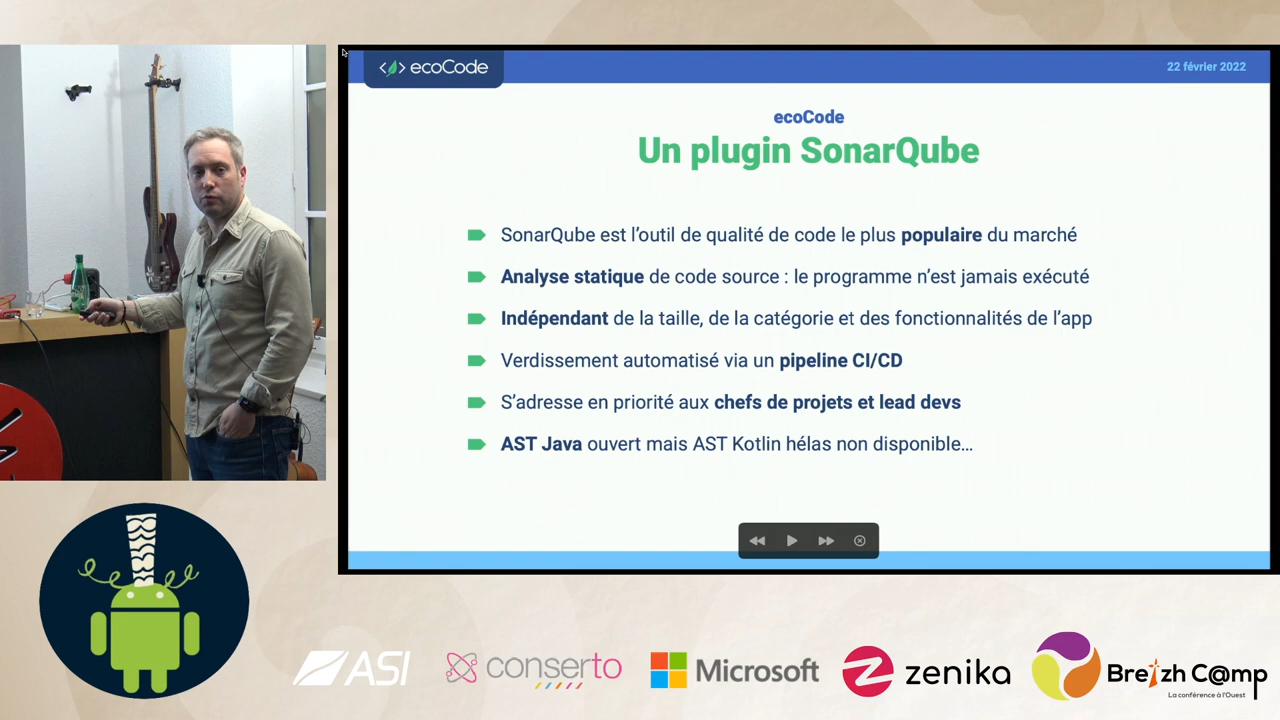 ecoCode
22 février 2022
ecoCode
Un plugin SonarQube
SonarQube est l’outil de qualité de code le plus populaire du marché
Analyse statique de code source : le programme n’est jamais exécuté
Indépendant de la taille, de la catégorie et des fonctionnalités de l’app
Verdissement automatisé via un pipeline CI/CD
S’adresse en priorité aux chefs de projets et lead devs
AST Java ouvert mais AST Kotlin hélas non disponible…
ASI
conserto
Microsoft
zenika
Breizh C@mp
La conférence à l'Ouest